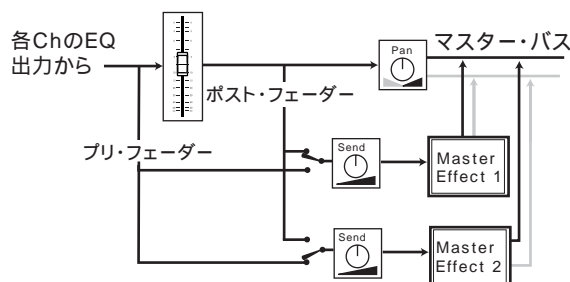 各ChのEQ
出力から
Pan
マスター・バス
ポスト・フェーダー
プリ・フェーダー
Send
Master
Effect 1
Send
Master
Effect 2